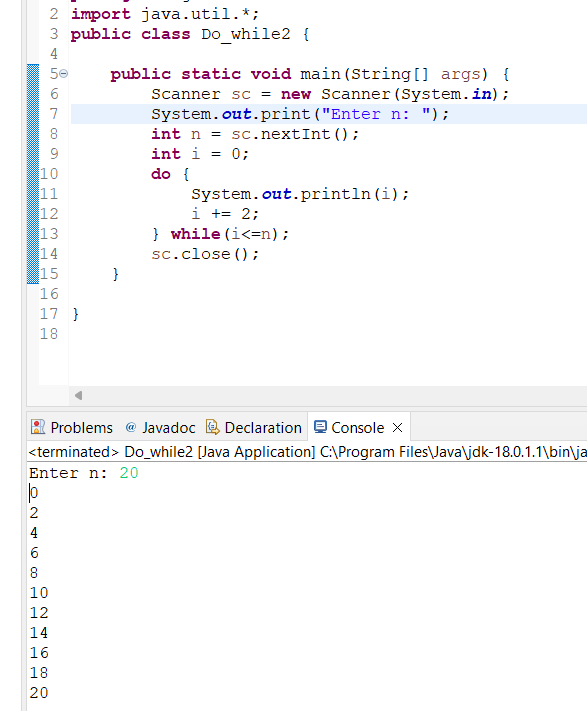 2 import java.util.*;
3 public class Do_while2 {
4
5 public static void main(String[] args) {
6 Scanner sc = new Scanner(System.in);
7 System.out.print("Enter n: ");
8 int n = sc.nextInt();
9 int i = 0;
10 do {
11 System.out.println(i);
12 i += 2;
13 } while(i<=n);
14 sc.close();
15 }
16
17 }
18
Problems @ Javadoc Declaration Console
<terminated> Do_while2 [Java Application] C:\Program Files\Java\jdk-18.0.1.1\bin\ja
Enter n: 20
0
2
4
6
8
10
12
14
16
18
20